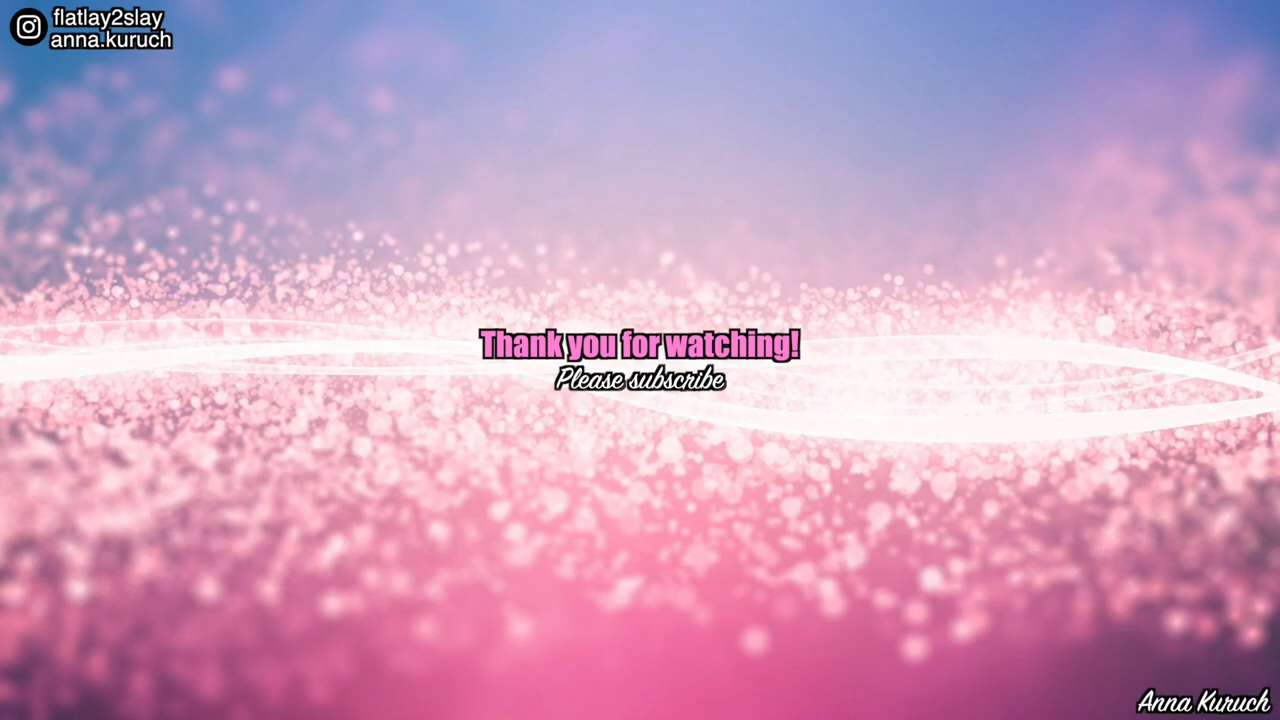 flatlay2slay
anna.kuruch
Thank you for watching!
Please subscribe
Anna Kuruch